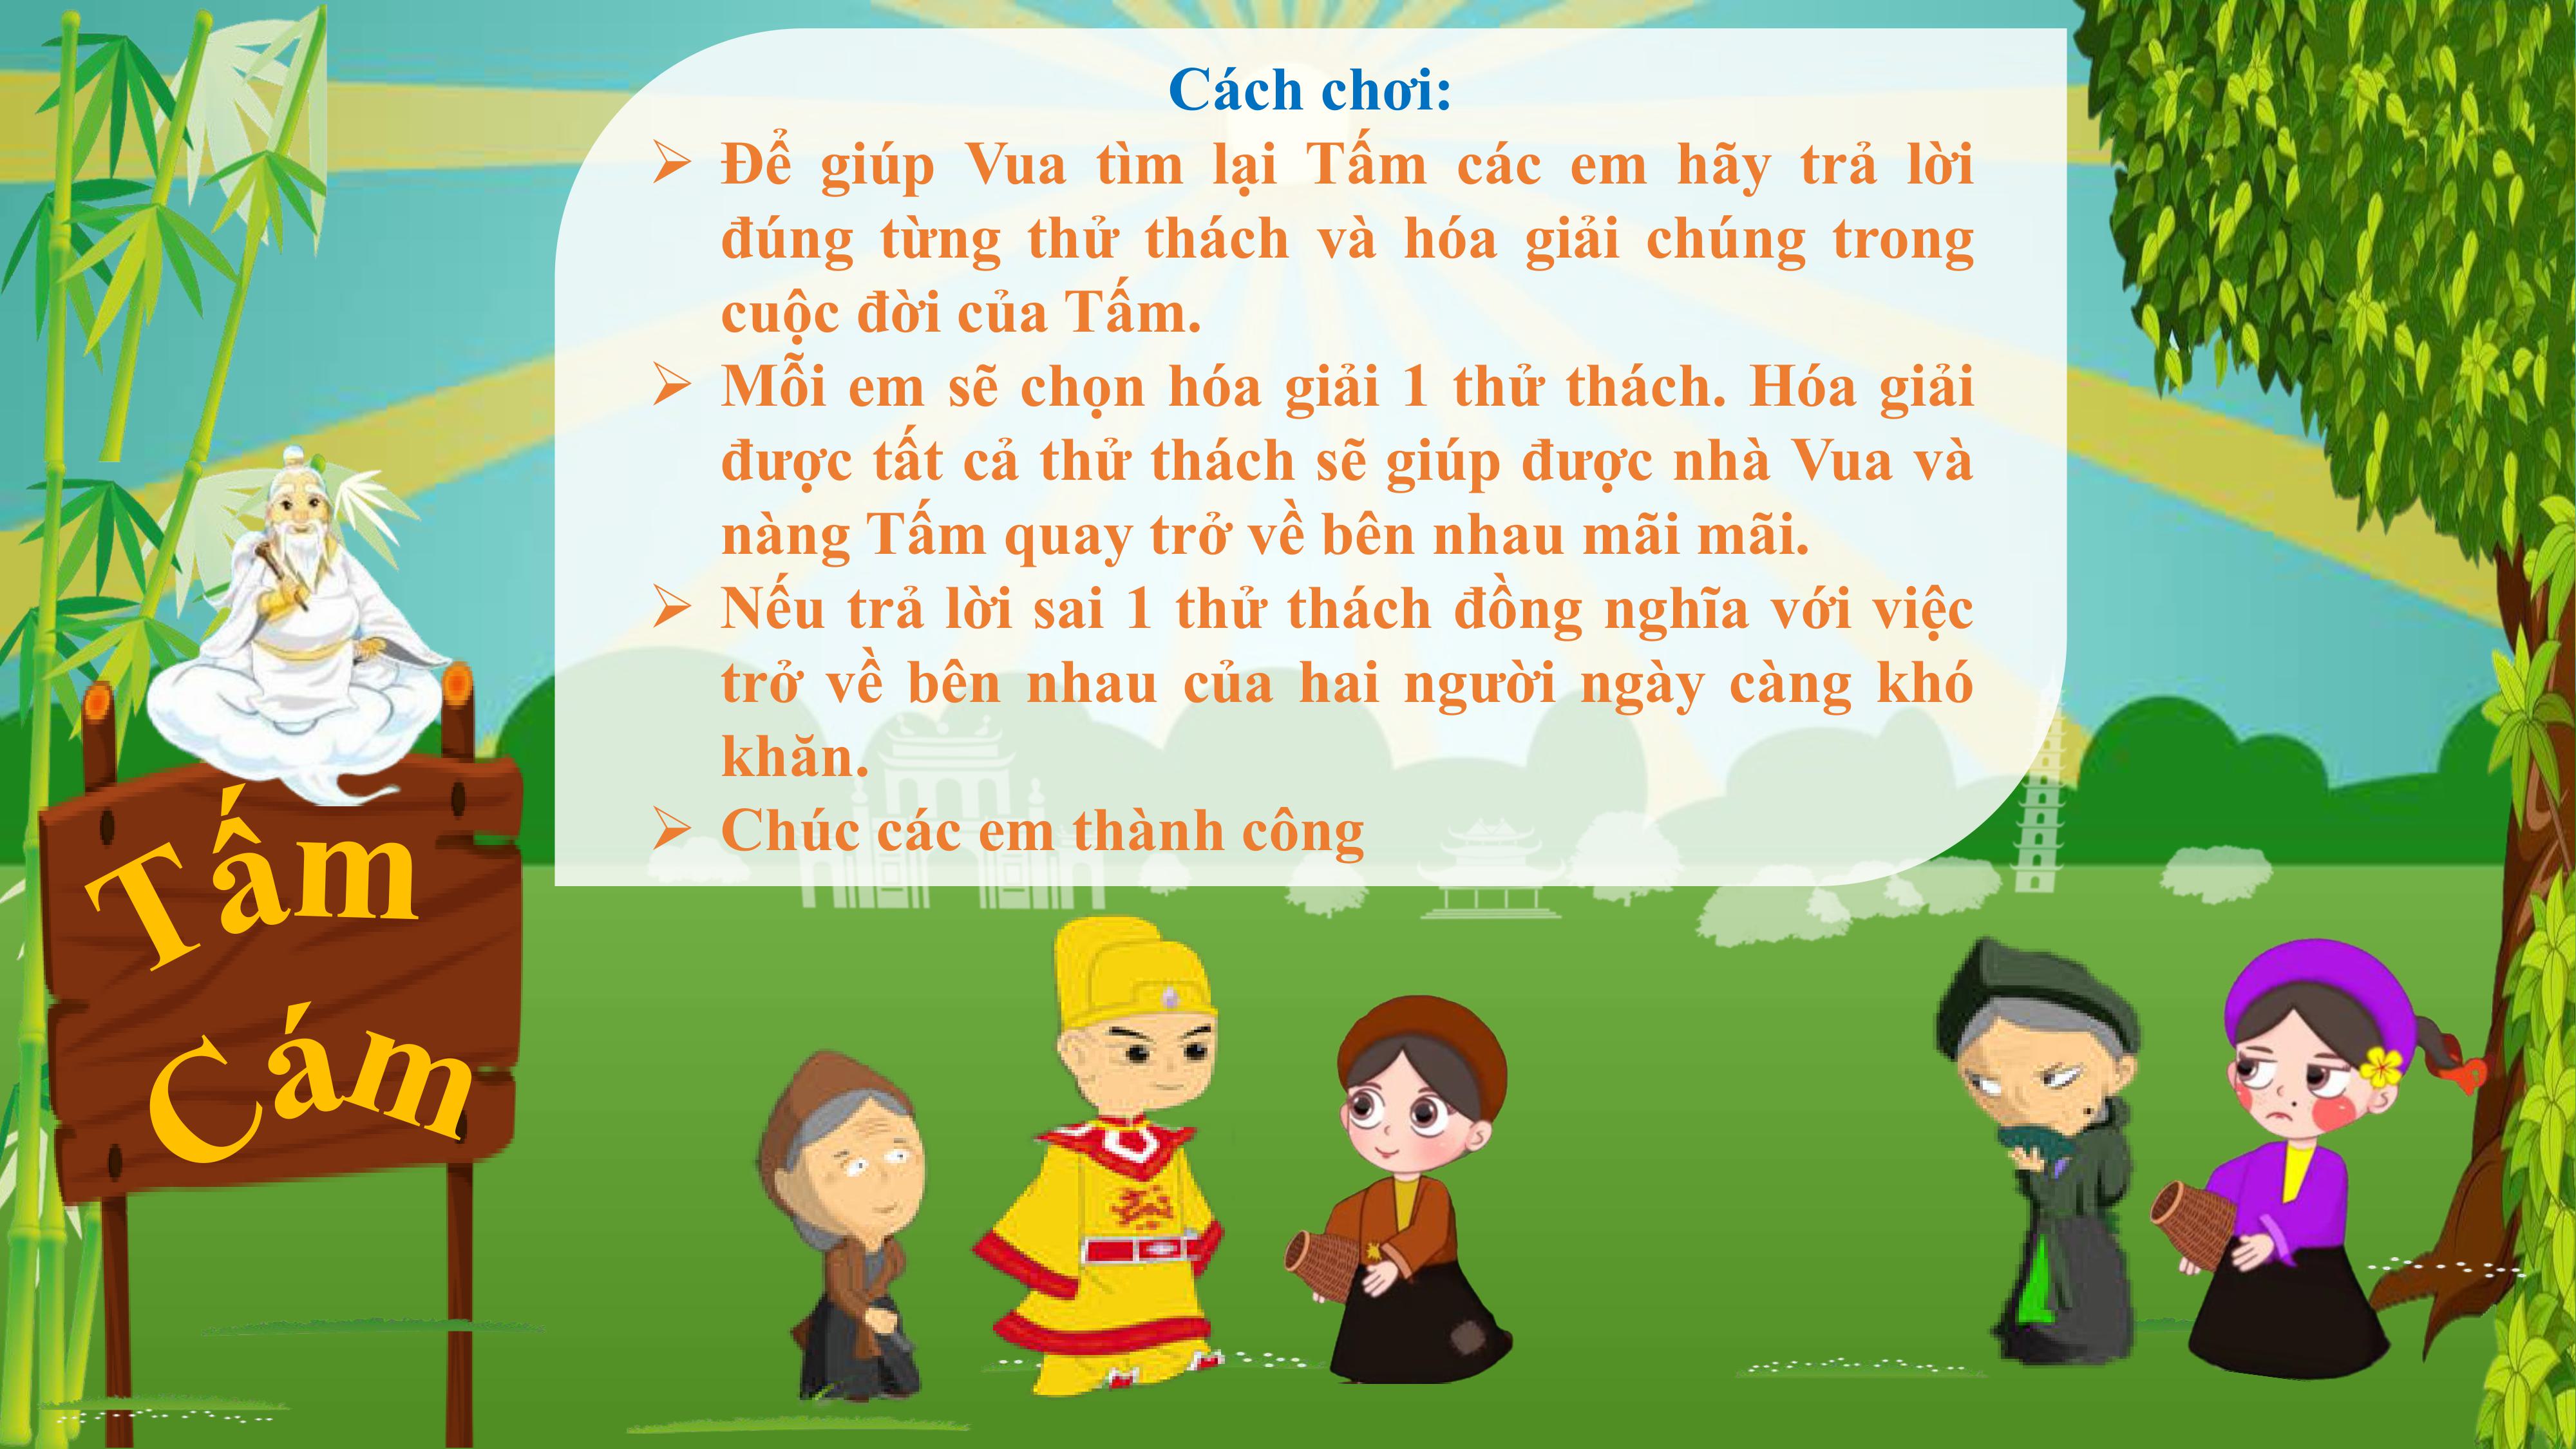 Cách chơi:
➢ Để giúp Vua tìm lại Tấm các em hãy trả lời
đúng từng thử thách và hóa giải chúng trong
cuộc đời của Tấm.
➢ Mỗi em sẽ chọn hóa giải 1 thử thách. Hóa giải
được tất cả thử thách sẽ giúp được nhà Vua và
nàng Tấm quay trở về bên nhau mãi mãi.
➢ Nếu trả lời sai 1 thử thách đồng nghĩa với việc
trở về bên nhau của hai người ngày càng khó
khăn.
➢ Chúc các em thành công
Tấm
Cám